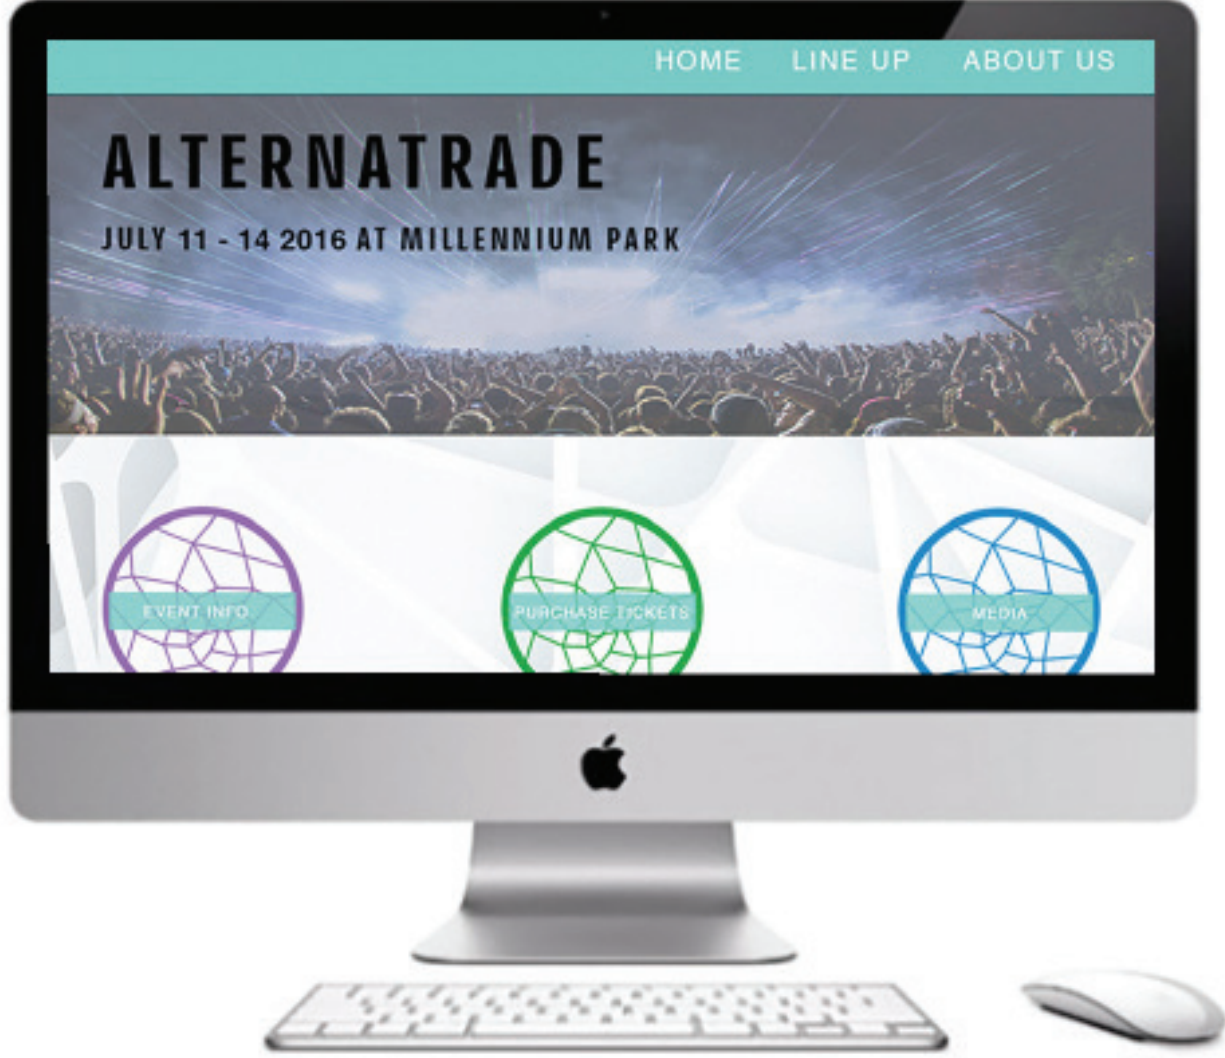 HOME LINE UP ABOUT US
ALTERNATRADE
JULY 11 - 14 2016 AT MILLENNIUM PARK
EVENT INFO PURCHASE TICKETS MEDIA